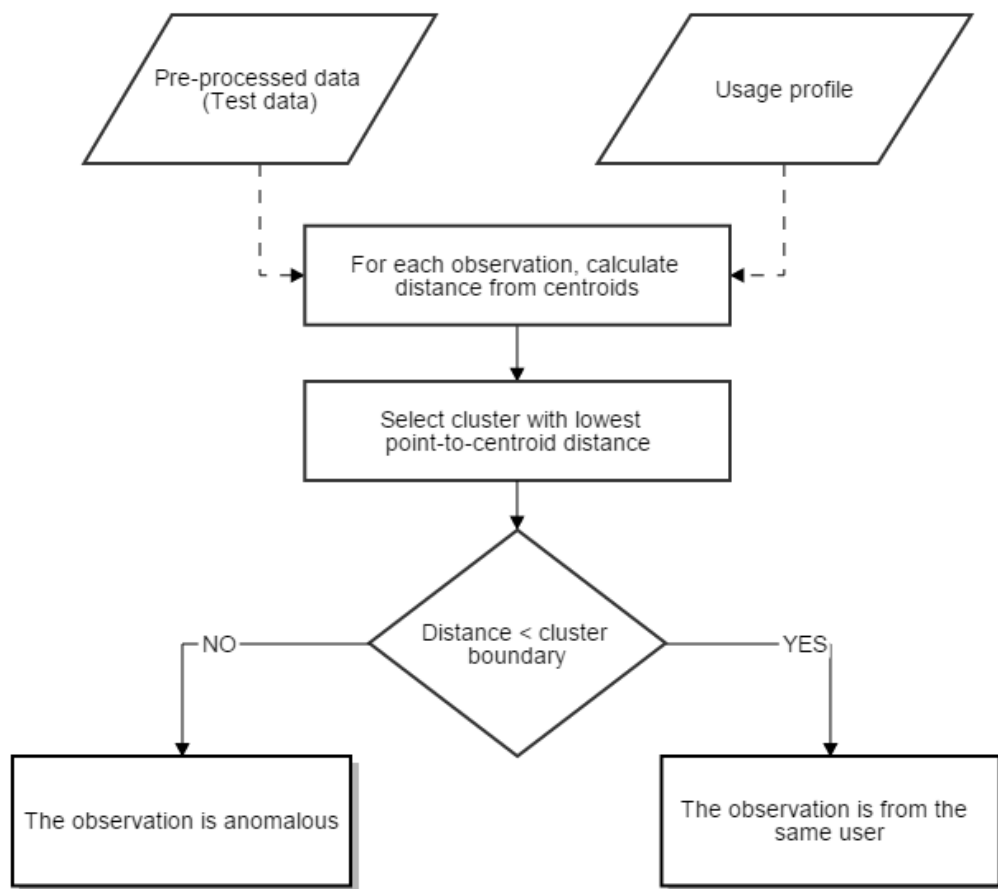 Pre-processed data
(Test data)
Usage profile
For each observation, calculate
distance from centroids
Select cluster with lowest
point-to-centroid distance
Distance < cluster
boundary
NO
YES
The observation is anomalous
The observation is from the
same user